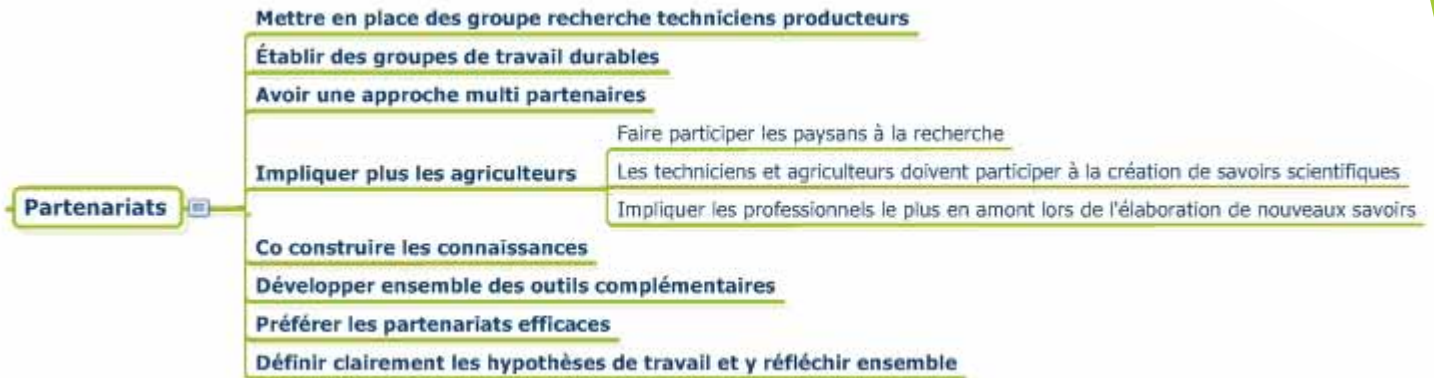 Mettre en place des groupe recherche techniciens producteurs
Établir des groupes de travail durables
Avoir une approche multi partenaires
Faire participer les paysans à la recherche
Impliquer plus les agriculteurs
Les techniciens et agriculteurs doivent participer à la création de savoirs scientifiques
Impliquer les professionnels le plus en amont lors de l'élaboration de nouveaux savoirs
Partenariats
Co construire les connaissances
Développer ensemble des outils complémentaires
Préférer les partenariats efficaces
Définir clairement les hypothèses de travail et y réfléchir ensemble